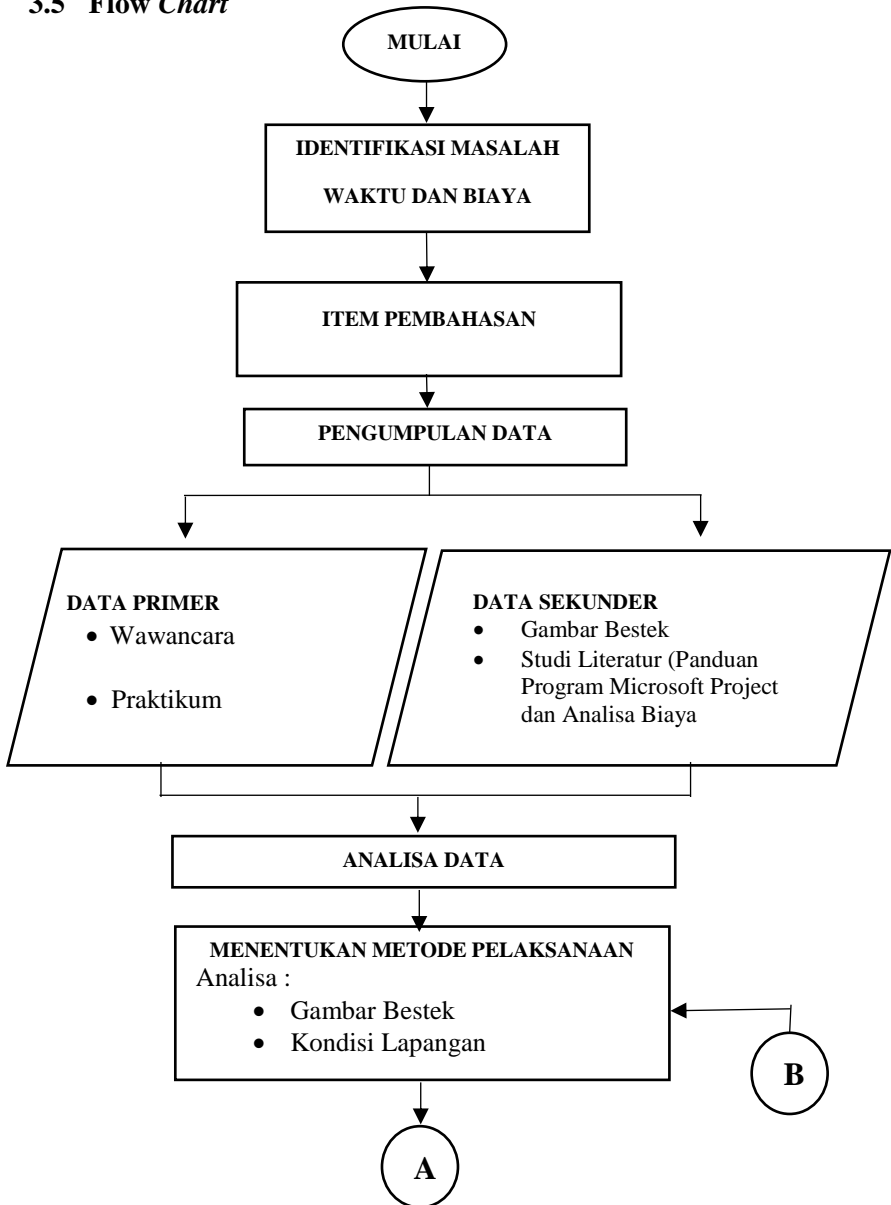 3.5 Flow Chart
MULAI
IDENTIFIKASI MASALAH
WAKTU DAN BIAYA
ITEM PEMBAHASAN
PENGUMPULAN DATA
DATA PRIMER
• Wawancara
• Praktikum
DATA SEKUNDER
• Gambar Bestek
• Studi Literatur (Panduan
Program Microsoft Project
dan Analisa Biaya
ANALISA DATA
MENENTUKAN METODE PELAKSANAAN
Analisa :
• Gambar Bestek
• Kondisi Lapangan
B
A